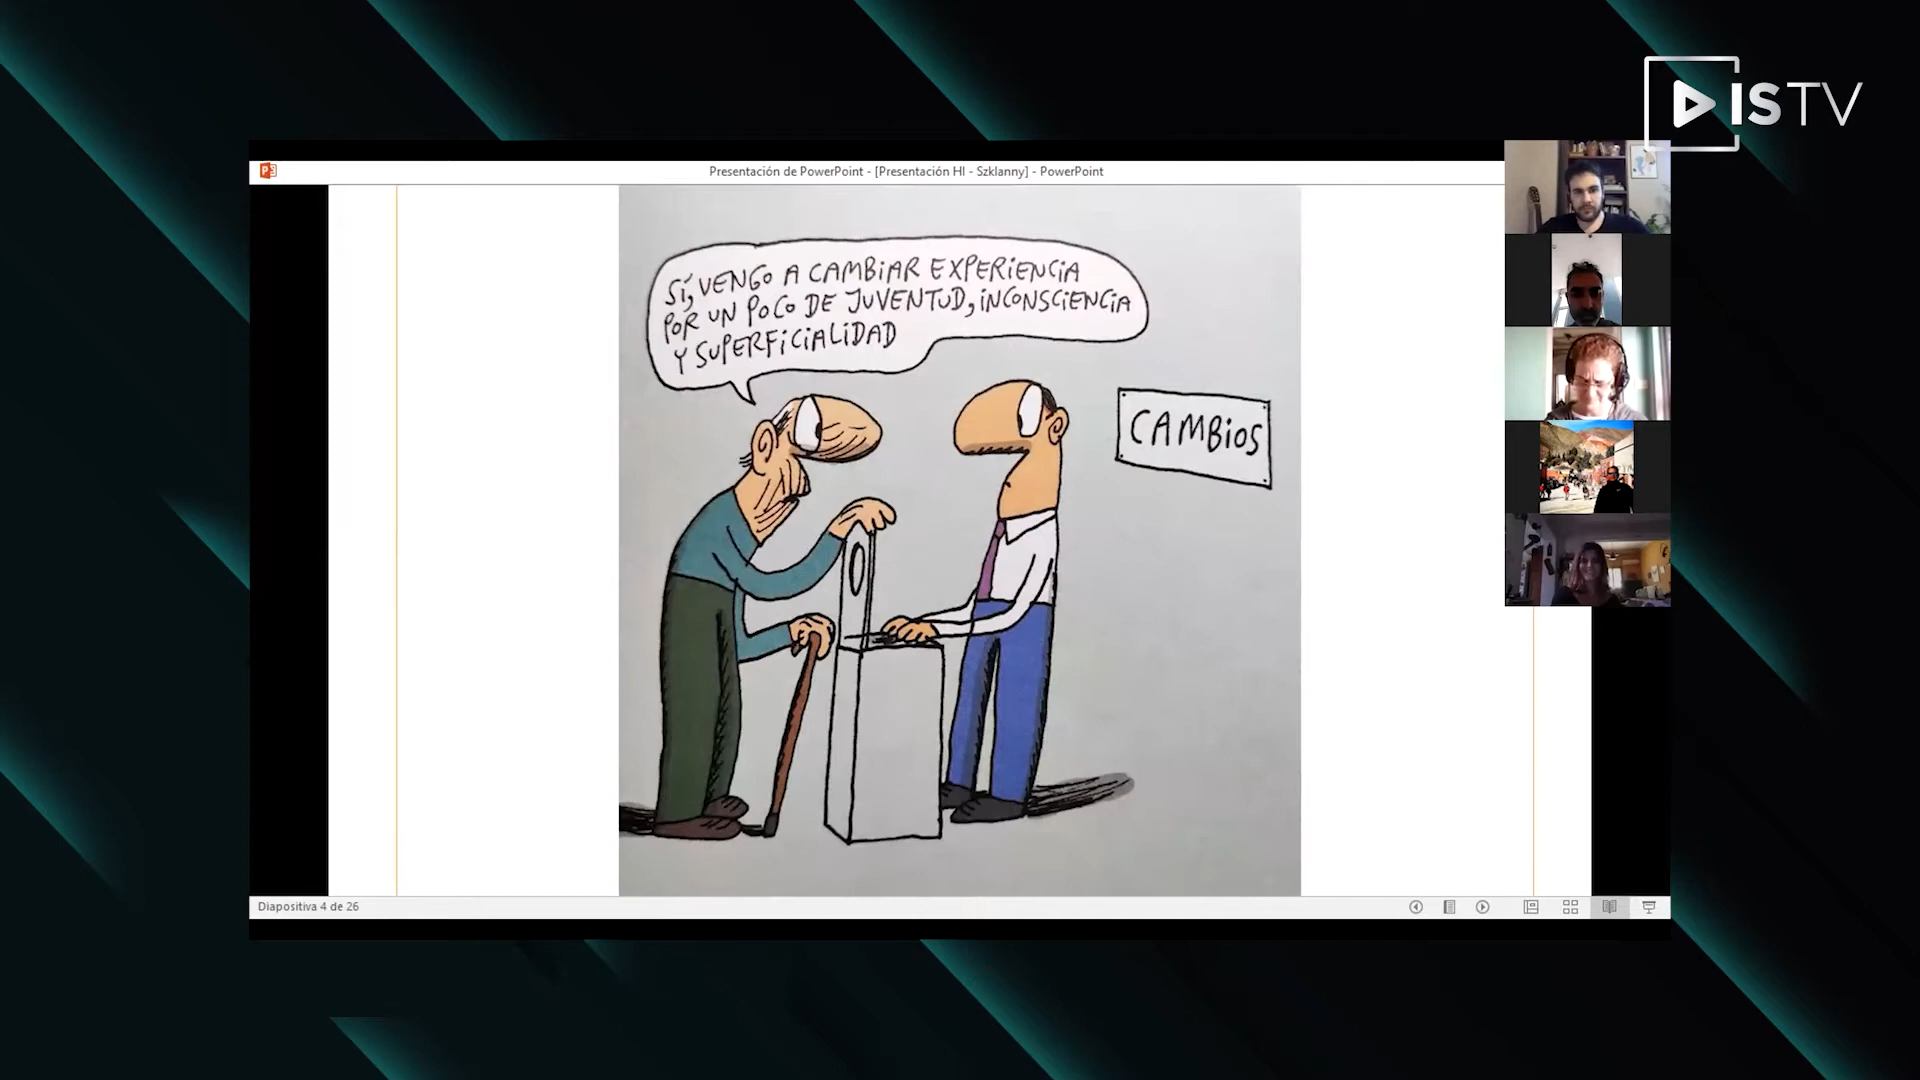 ISTV
Presentación de PowerPoint - [Presentación HI - Szklanny] - PowerPoint
SÍ, VENGO A CAMBIAR EXPERIENCIA
POR UN POCO DE JUVENTUD, INCONSCIENCIA
Y SUPERFICIALIDAD
CAMBIOS
Diapositiva 4 de 26